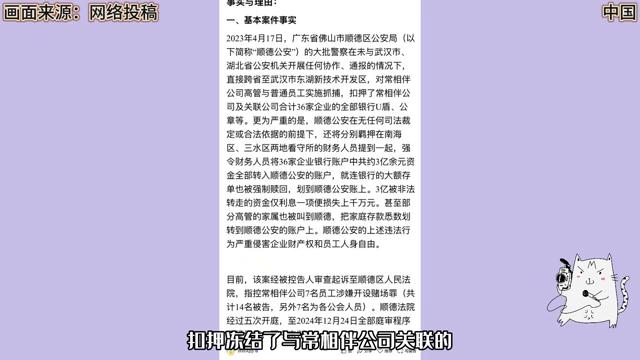 画面来源：网络投稿
中国
事实与理由：
一、基本案件事实
2023年4月17日，广东省佛山市顺德区公安局（以
下简称“顺德公安”）的大批警察在未与武汉市、
湖北省公安机关开展任何协作、通报的情况下，
直接跨省至武汉市东湖新技术开发区，对常相伴
公司高管与普通员工实施抓捕，扣押了常相伴公
司及关联公司合计36家企业的全部银行U盾、公
章等。更为严重的是，顺德公安在无任何司法裁
定或合法依据的前提下，还将分别羁押在南海
区、三水区两地看守所的财务人员提到一起，强
令财务人员将36家企业银行账户中共约3亿余元资
金全部转入顺德公安的账户，就连银行的大额存
单也被强制赎回，划到顺德公安账上。3亿被非法
转走的资金仅利息一项便损失上千万元。甚至部
分高管的家属也被叫到顺德，把家庭存款悉数划
转到顺德公安的账户上。顺德公安的上述违法行
为严重侵害企业财产权和员工人身自由。
目前，该案经被控告人审查起诉至顺德区人民法
院，指控常相伴公司7名员工涉嫌开设赌场罪（共
计14名被告，另外7名为各公会人员）。顺德法院
经过五次开庭，至2024年12月24日全部庭审程序
扣押冻结了与常相伴公司关联的